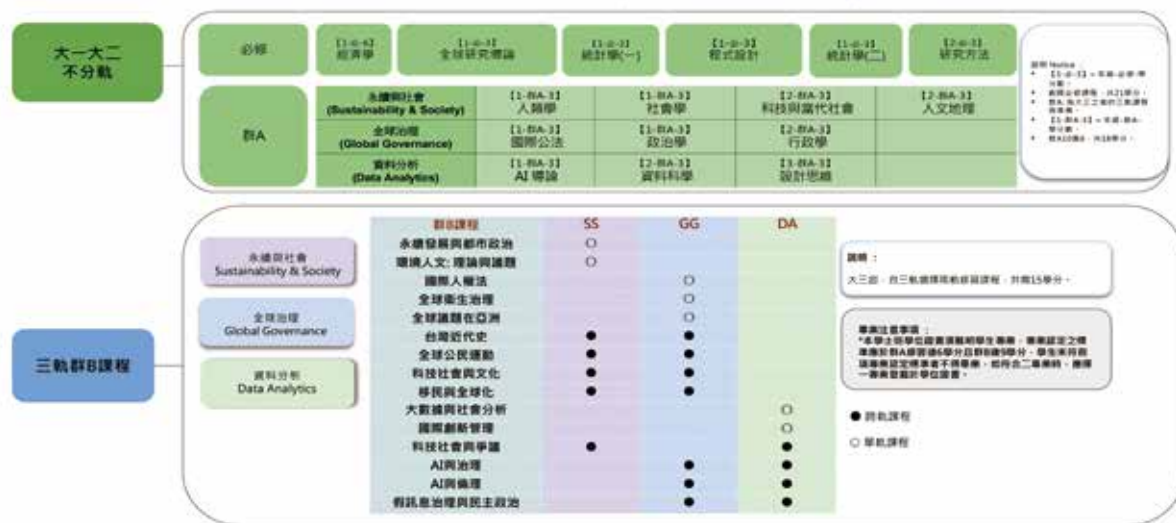 大一大二
不分軌
必修
【1-必-6】
經濟學
【1-必-3】
全球研究導論
【1-必-3】
統計學(一)
【1-必-3】
程式設計
【1-必-3】
統計學(二)
【2-必-3】
研究方法
群A
永續與社會
(Sustainability & Society)
【1-群A-3】
人類學
【1-群A-3】
社會學
【2-群A-3】
科技與當代社會
【2-群A-3】
人文地理
全球治理
(Global Governance)
【1-群A-3】
國際公法
【1-群A-3】
政治學
【2-群A-3】
行政學
資料分析
(Data Analytics)
【1-群A-3】
AI 導論
【2-群A-3】
資料科學
【3-群A-3】
設計思維
說明 Notice :
三軌群B課程
永續與社會
Sustainability & Society
全球治理
Global Governance
資料分析
Data Analytics
群B課程 SS GG DA
永續發展與都市政治 ○
環境人文: 理論與議題 ○
國際人權法 ○
全球衛生治理 ○
全球議題在亞洲 ○
台灣近代史 ● ●
全球公民運動 ● ●
科技社會與文化 ● ●
移民與全球化 ● ●
大數據與社會分析 ○
國際創新管理 ○
科技社會與爭議 ● ●
AI與治理 ● ●
AI與倫理 ● ●
假訊息治理與民主政治 ● ●
說明：
畢業注意事項 ：
● 跨軌課程
○ 單軌課程